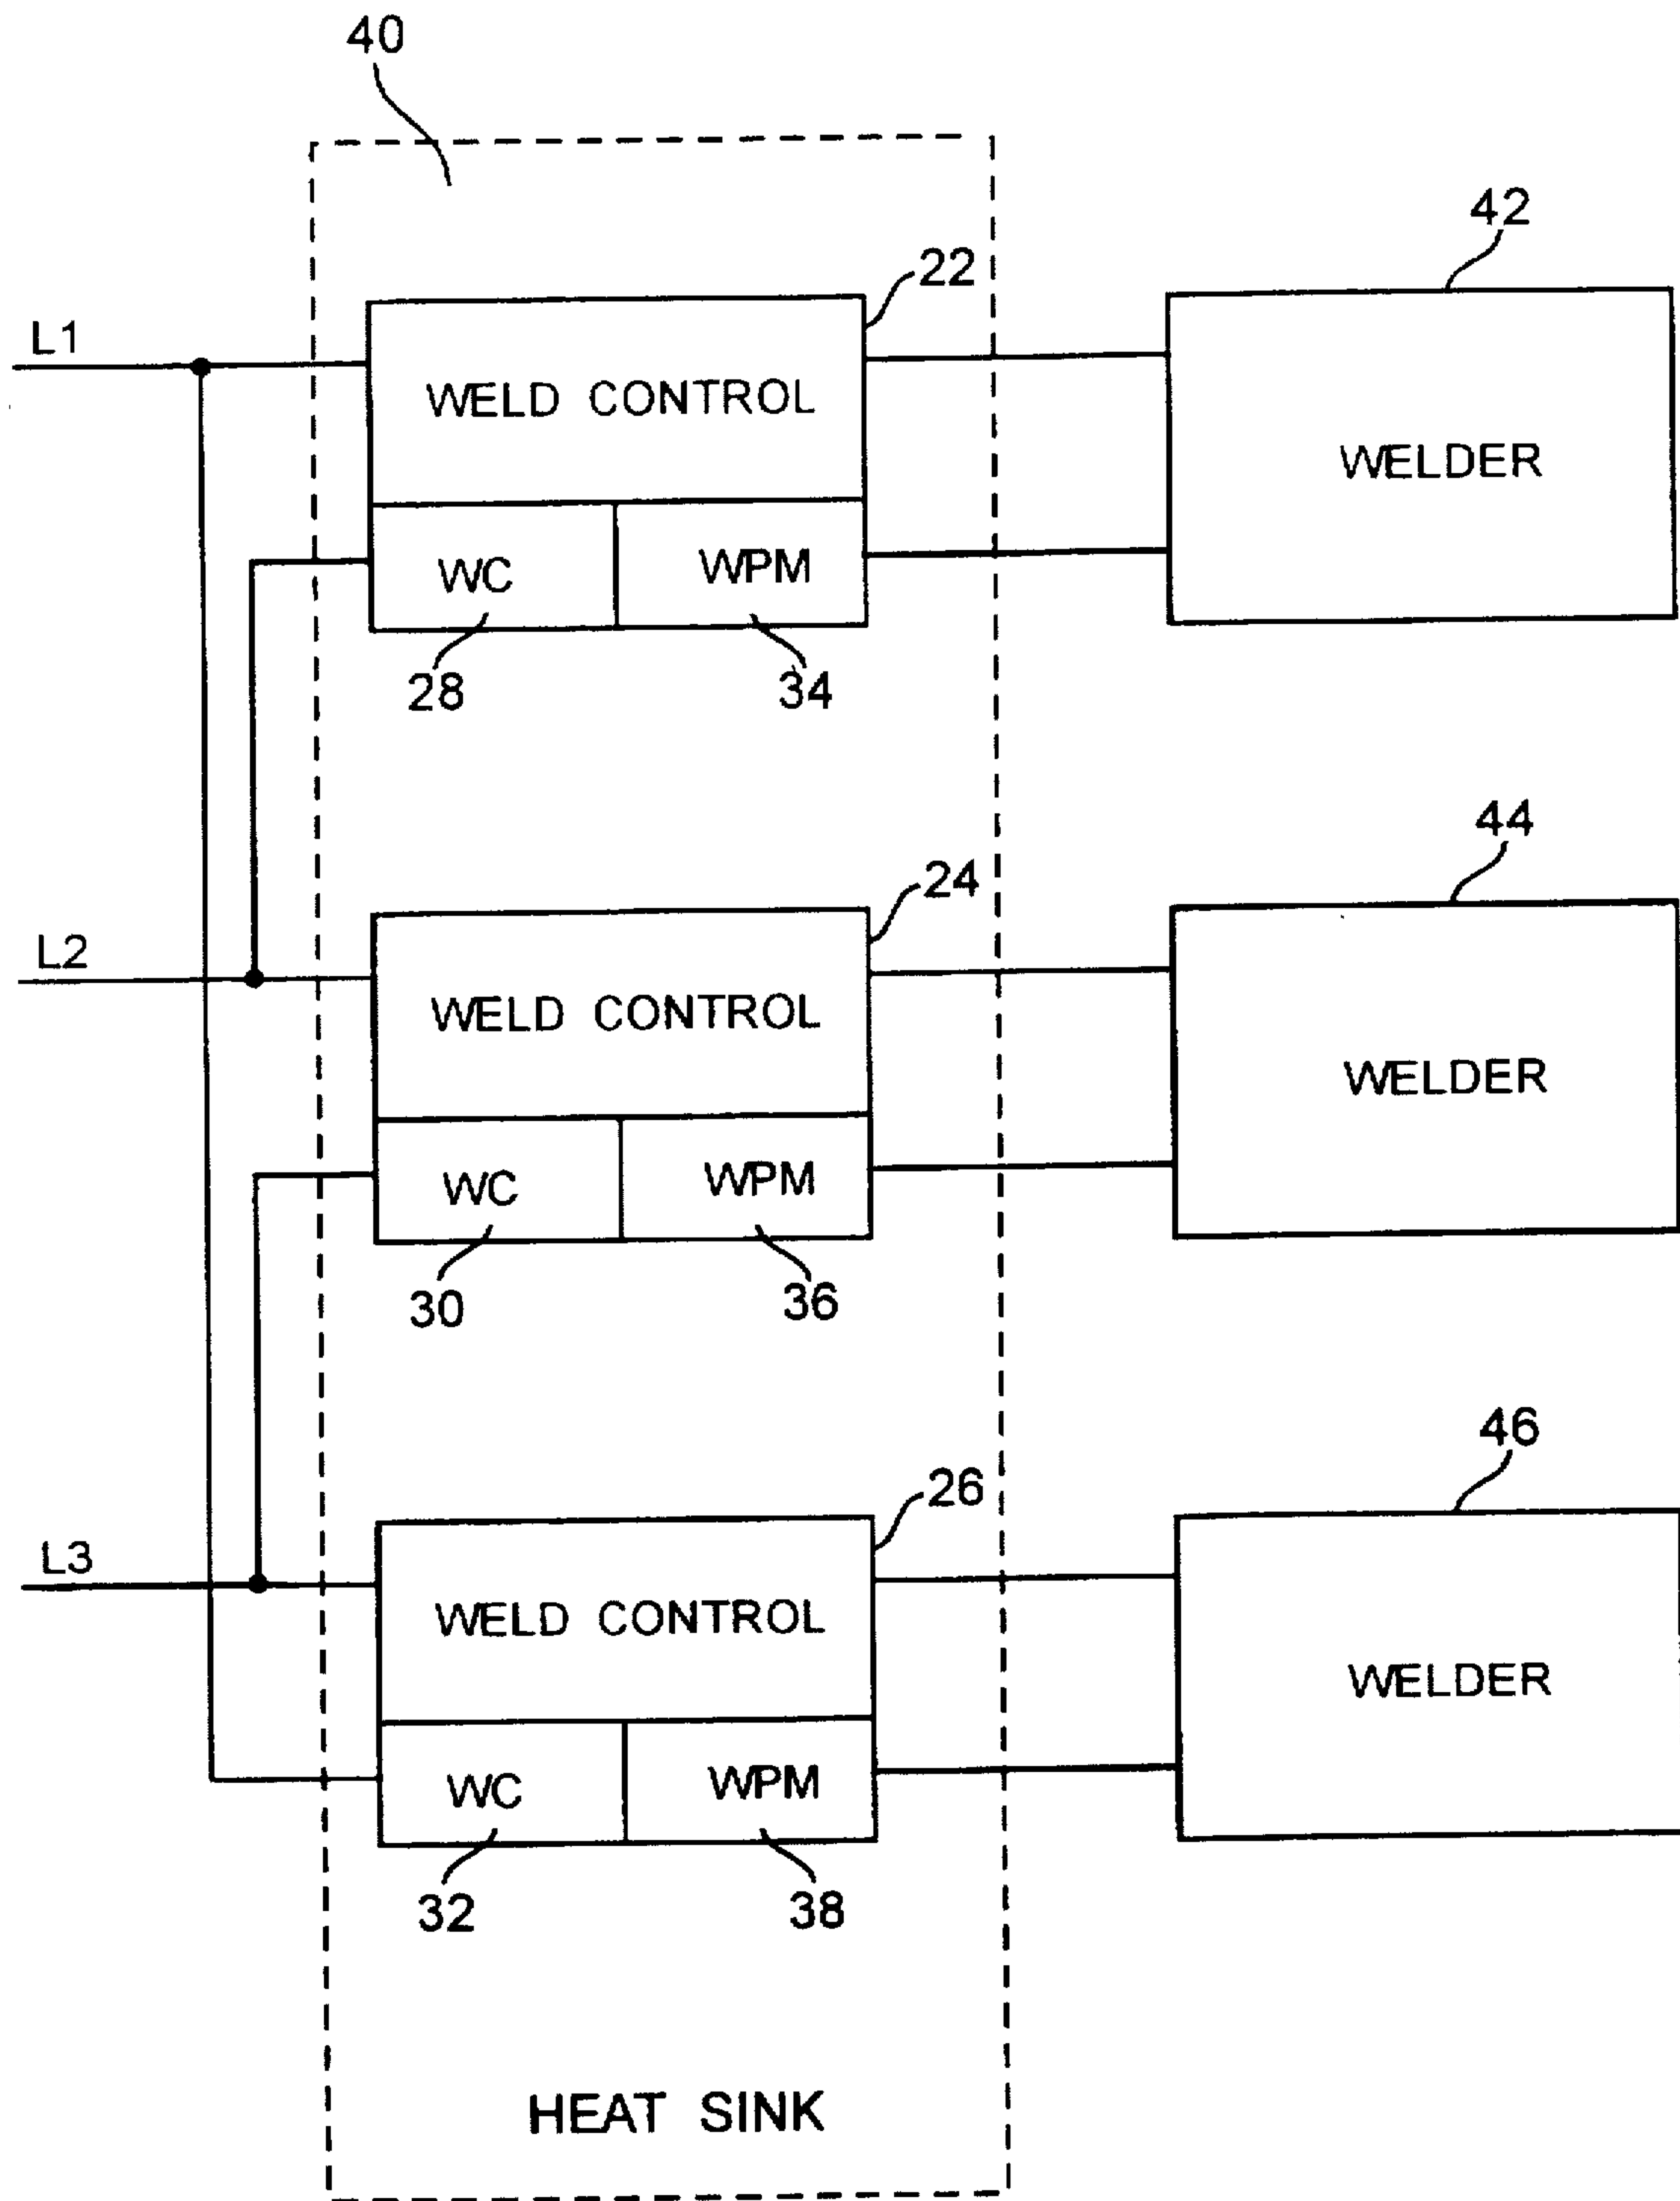 40
42
22
L1
WELD CONTROL
WELDER
WC
WPM
28
34
44
24
L2
WELD CONTROL
WELDER
WC
WPM
30
36
46
26
L3
WELD CONTROL
WELDER
WC
WPM
32
38
HEAT SINK